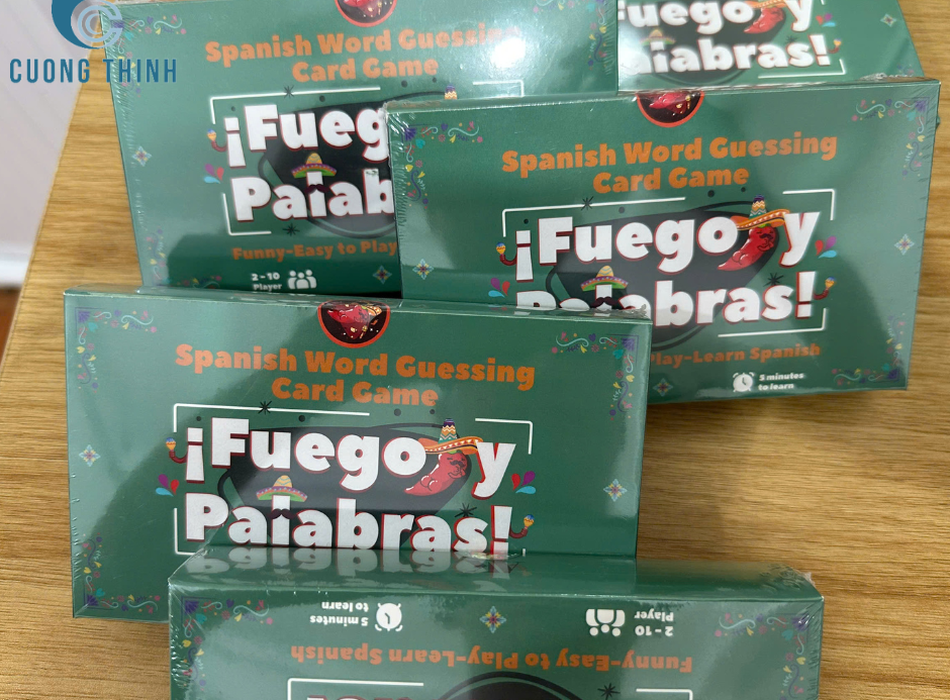 CUONG THINH
Spanish Word Guessing
Card Game
¡Fueg
Palab
Funny-Easy to Play
2-10
Player
Fuego y
Palabras!
Spanish Word Guessing
Card Game
¡Fuego y
Palabras!
Play-Learn Spanish
5 minutes
to learn
Spanish Word Guessing
Card Game
¡Fuego y
Palabras!
Funny-Easy to Play-Learn Spanish
2-10
Player
5 minutes
to learn